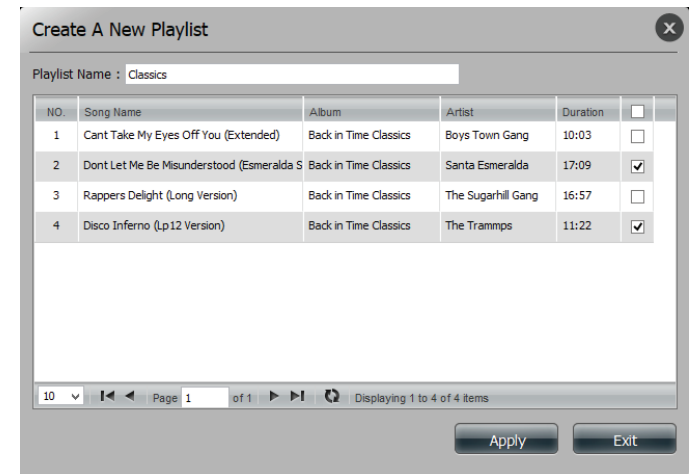 Create A New Playlist
Playlist Name : Classics
NO. Song Name Album Artist Duration
1 Cant Take My Eyes Off You (Extended) Back in Time Classics Boys Town Gang 10:03
2 Dont Let Me Be Misunderstood (Esmeralda S Back in Time Classics Santa Esmeralda 17:09
3 Rappers Delight (Long Version) Back in Time Classics The Sugarhill Gang 16:57
4 Disco Inferno (Lp12 Version) Back in Time Classics The Trammps 11:22
10 Page 1 of 1 Displaying 1 to 4 of 4 items
Apply Exit